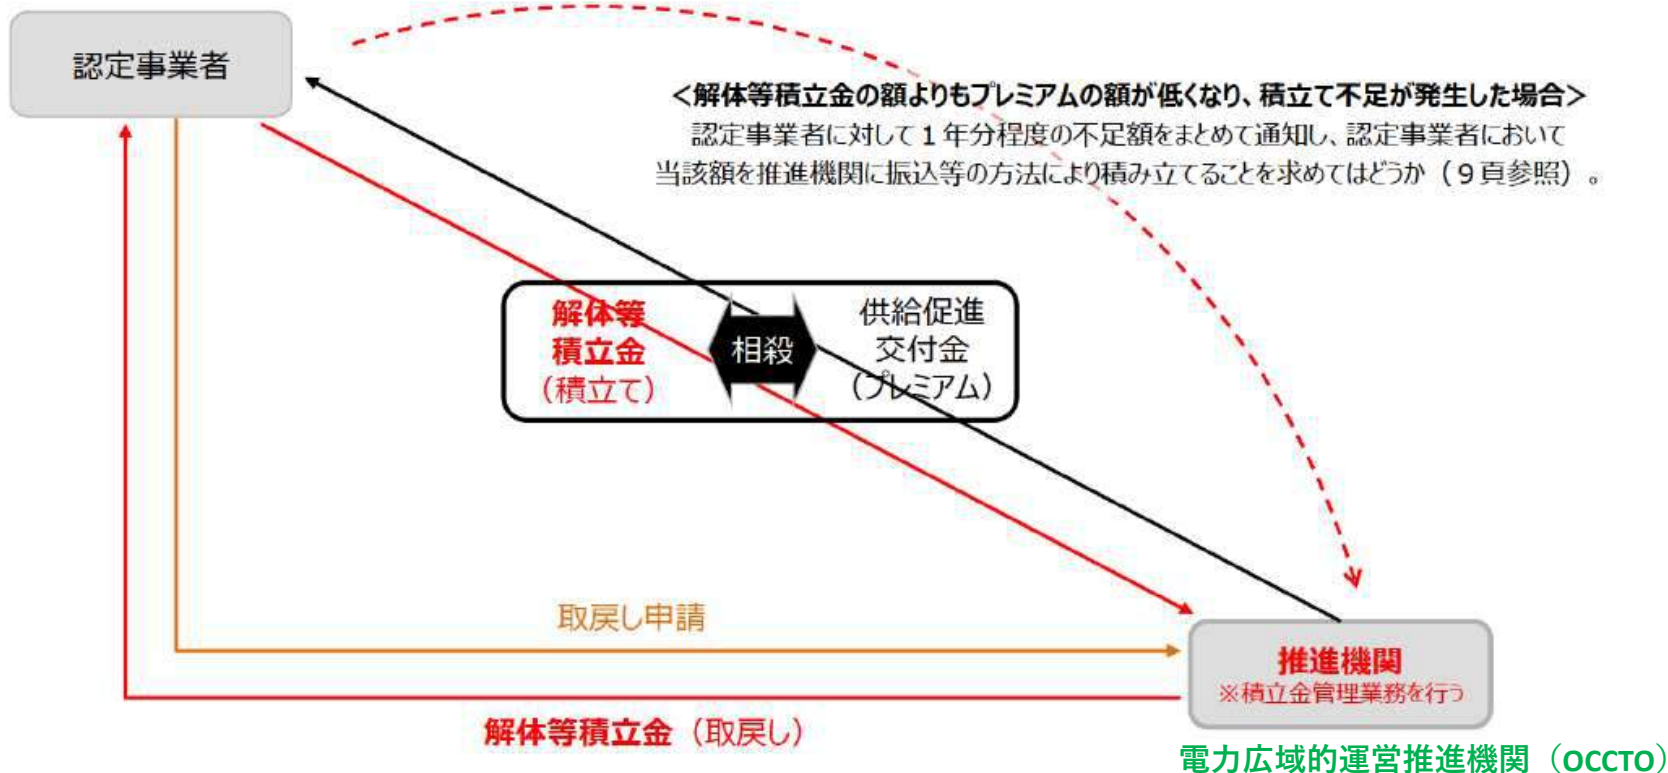 認定事業者
＜解体等積立金の額よりもプレミアムの額が低くなり、積立て不足が発生した場合＞
認定事業者に対して１年分程度の不足額をまとめて通知し、認定事業者において
当該額を推進機関に振込等の方法により積み立てることを求めてはどうか（９頁参照）。
解体等
積立金
（積立て）
相殺
供給促進
交付金
（プレミアム）
取戻し申請
推進機関
※積立金管理業務を行う
解体等積立金（取戻し）
電力広域的運営推進機関（OCCTO）